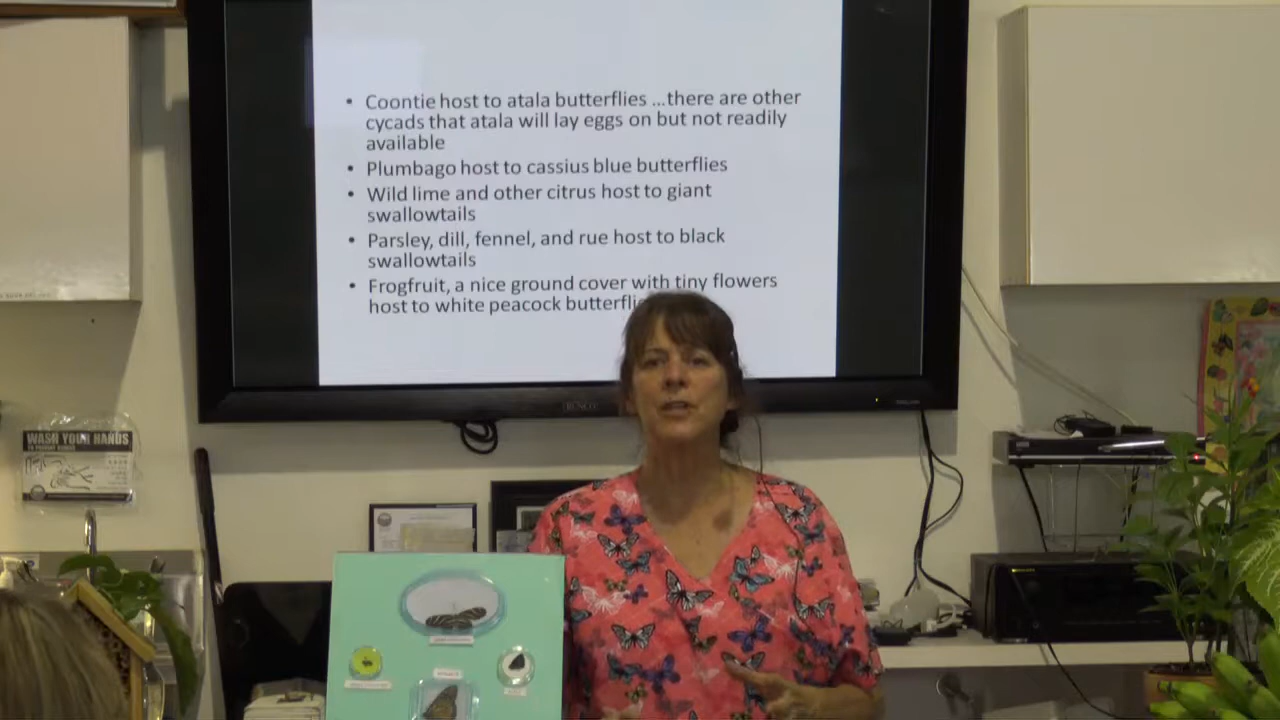 • Coontie host to atala butterflies ...there are other
cycads that atala will lay eggs on but not readily
available
• Plumbago host to cassius blue butterflies
• Wild lime and other citrus host to giant
swallowtails
• Parsley, dill, fennel, and rue host to black
swallowtails
• Frogfruit, a nice ground cover with tiny flowers
host to white peacock
WASH YOUR HANDS